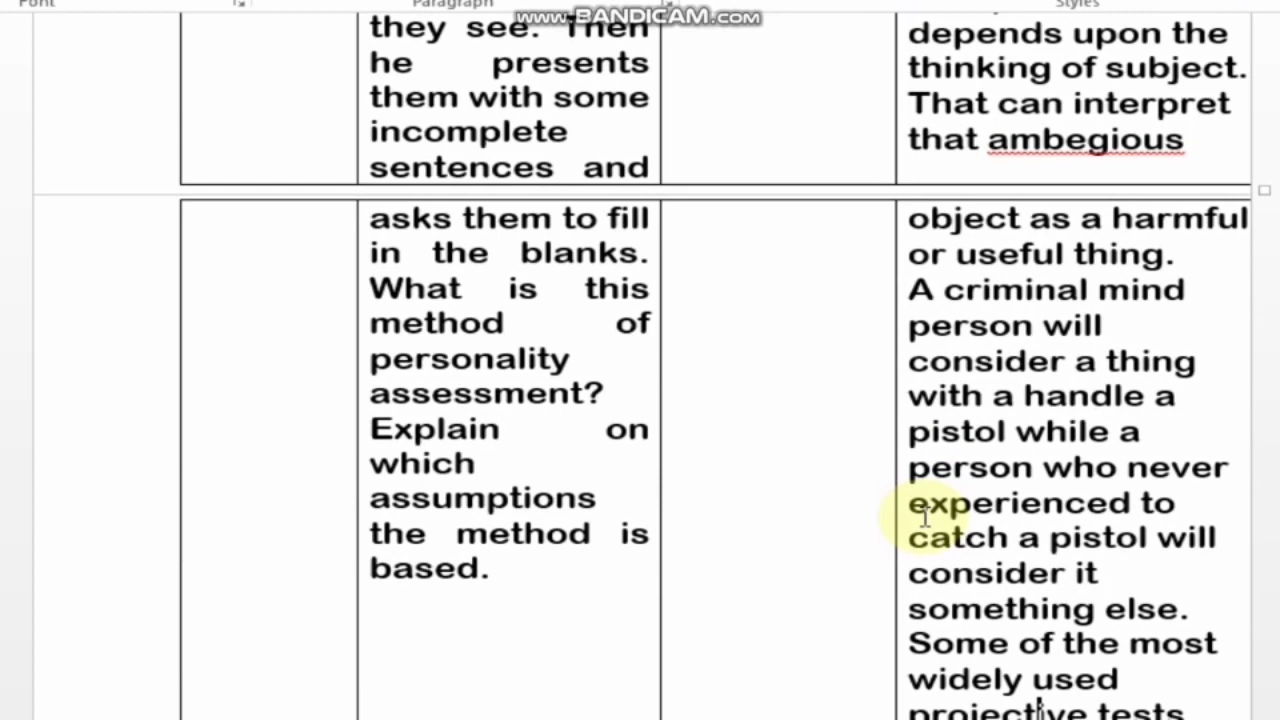 Font
Paragraph
Styles
www.BANDICAM.com
they see. Then
he presents
them with some
incomplete
sentences and
asks them to fill
in the blanks.
What is this
method of
personality
assessment?
Explain on
which
assumptions
the method is
based.
depends upon the
thinking of subject.
That can interpret
that ambegious
object as a harmful
or useful thing.
A criminal mind
person will
consider a thing
with a handle a
pistol while a
person who never
experienced to
catch a pistol will
consider it
something else.
Some of the most
widely used
projective tests